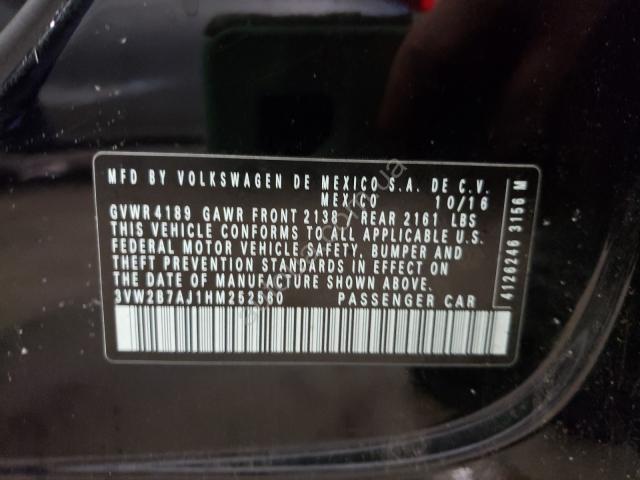 MFD BY VOLKSWAGEN DE MEXICO S.A. DE C.V.
MEXICO 10/16
GVWR 4189 GAWR FRONT 2138 REAR 2161 LBS
THIS VEHICLE CONFORMS TO ALL APPLICABLE
FEDERAL MOTOR VEHICLE SAFETY, BUMPER AND
THEFT PREVENTION STANDARDS IN EFFECT ON
THE DATE OF MANUFACTURE SHOWN ABOVE.
3VW2B7AJ1HM252560 PASSENGER CAR
4126246 3156 M